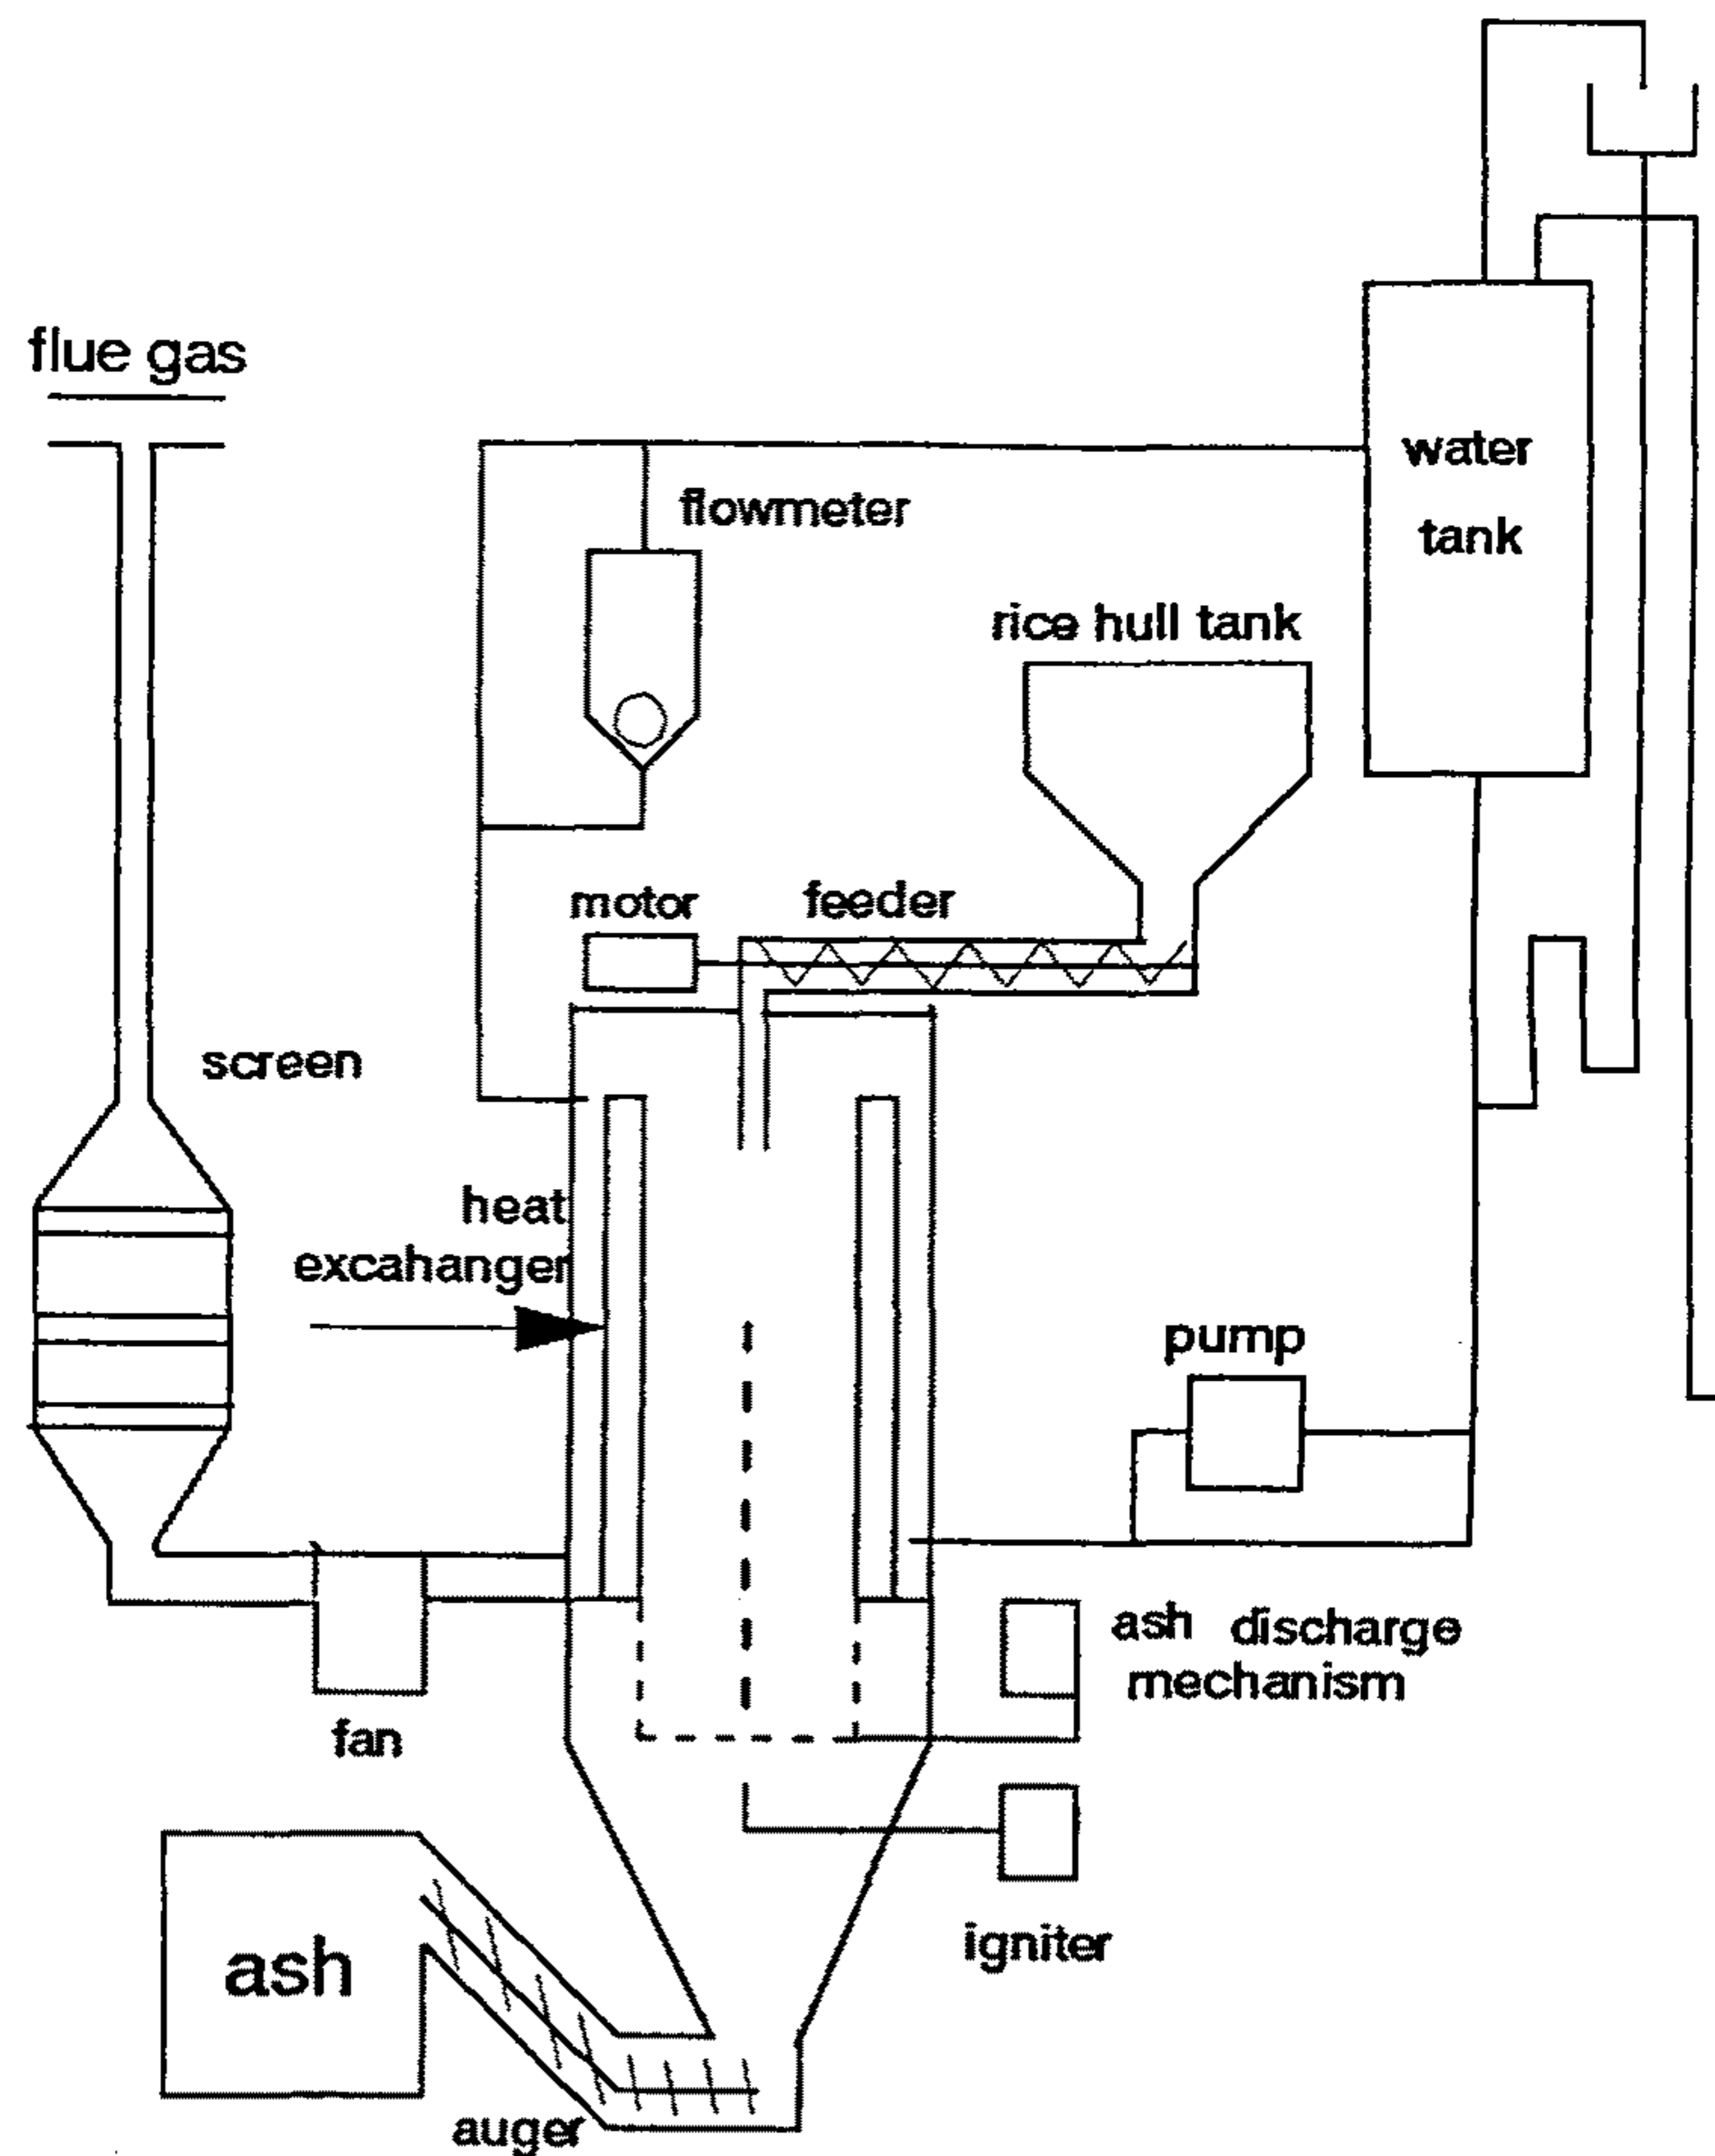 flue gas
water
tank
flowmeter
rice hull tank
motor
feeder
screen
heat
excahanger
pump
ash discharge
mechanism
fan
igniter
ash
auger